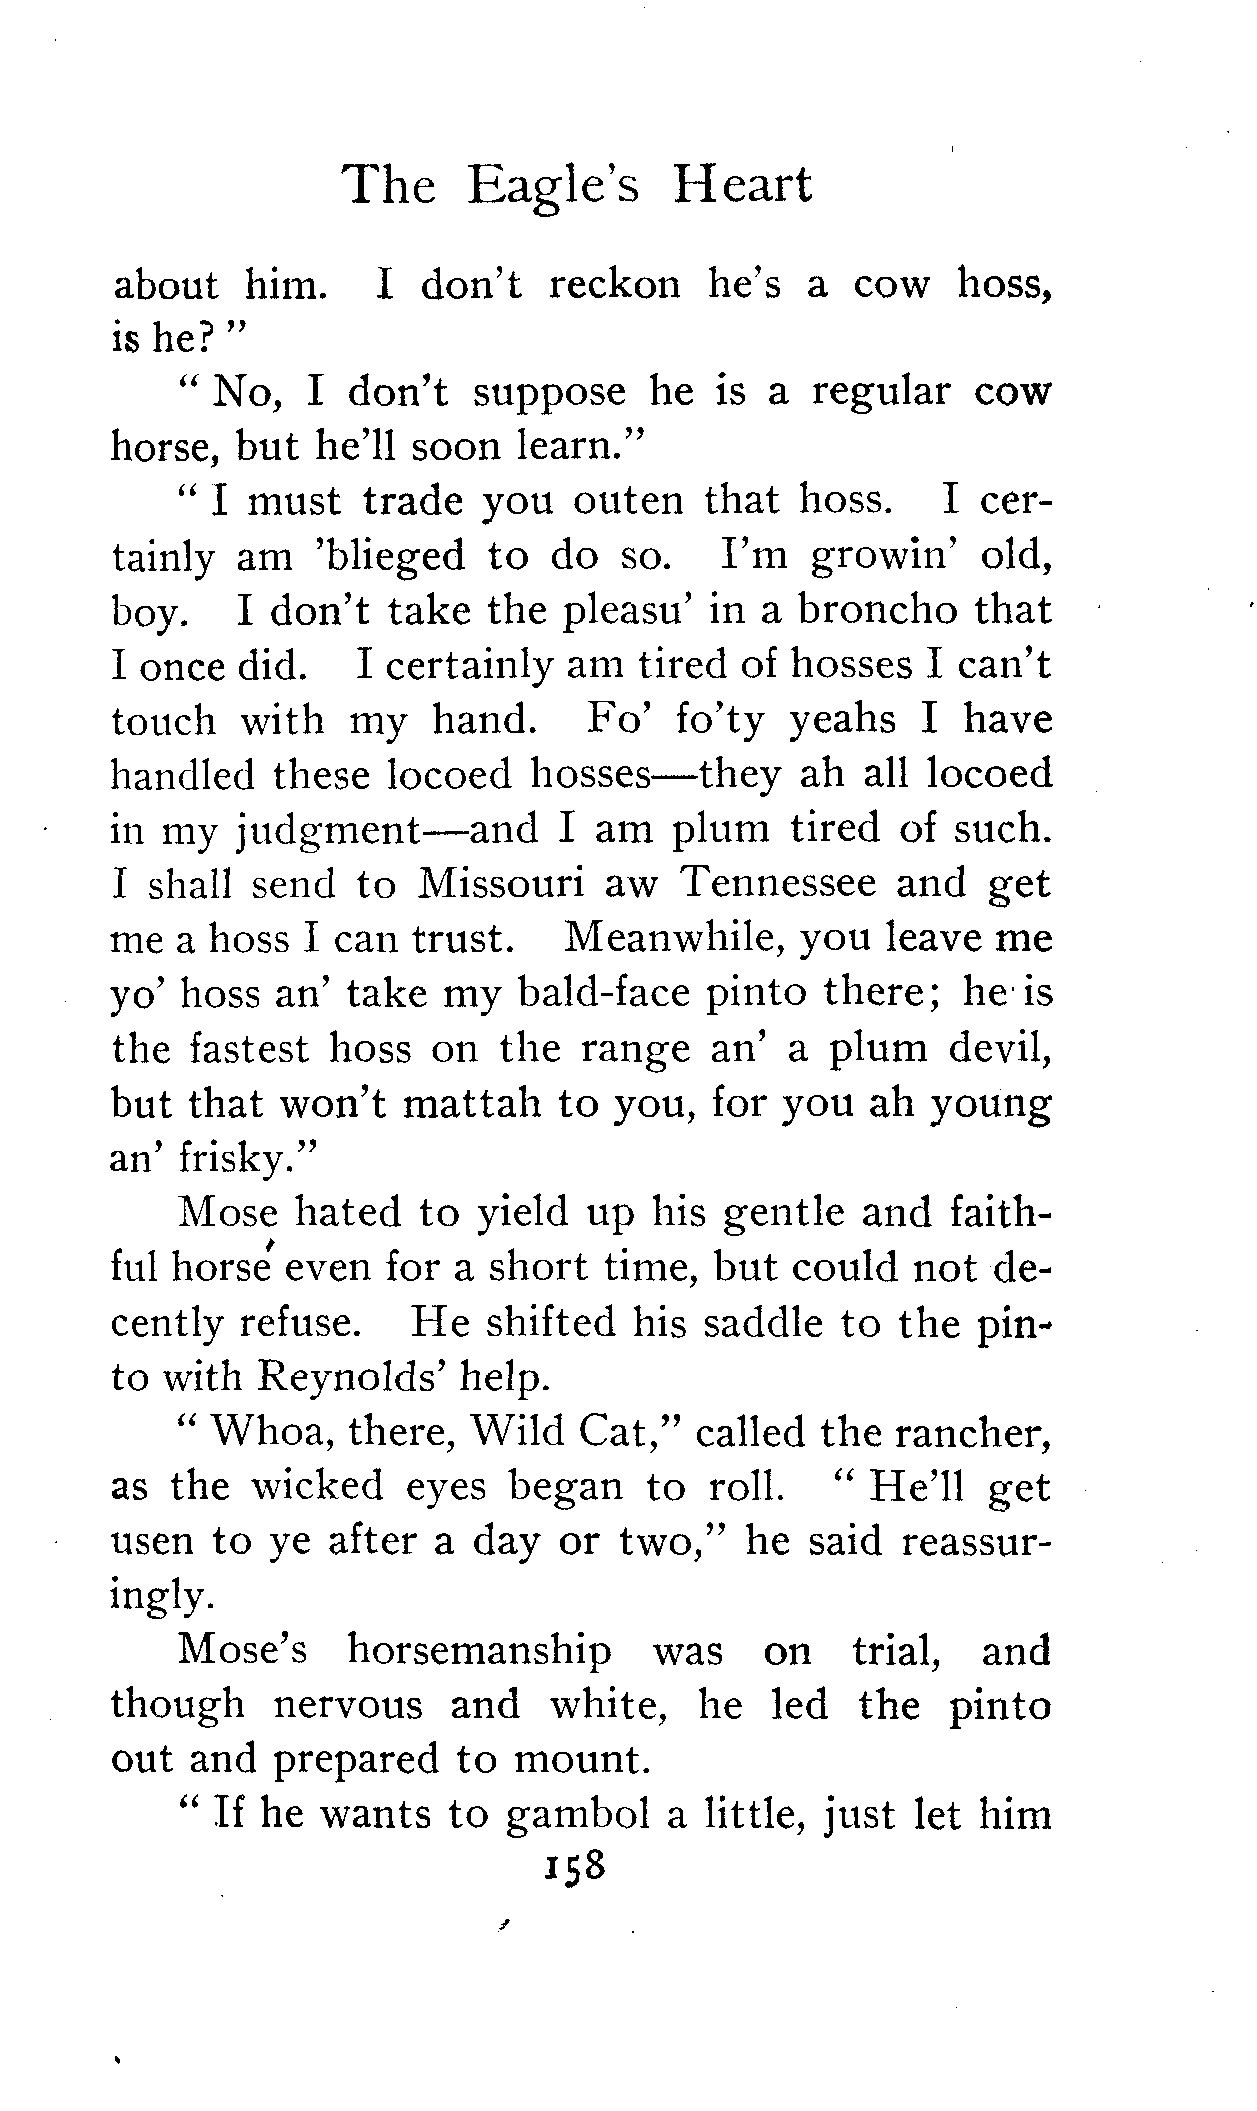 The Eagle's Heart
about him. I don't reckon he's a cow hoss,
is he?"
"No, I don't suppose he is a regular cow
horse, but he'll soon learn."
"I must trade you outen that hoss. I cer-
tainly am 'blieged to do so. I'm growin' old,
boy. I don't take the pleasu' in a broncho that
I once did. I certainly am tired of hosses I can't
touch with my hand. Fo' fo'ty yeahs I have
handled these locoed hosses—they ah all locoed
in my judgment—and I am plum tired of such.
I shall send to Missouri aw Tennessee and get
me a hoss I can trust. Meanwhile, you leave me
yo' hoss an' take my bald-face pinto there; he is
the fastest hoss on the range an' a plum devil,
but that won't mattah to you, for you ah young
an' frisky."
Mose hated to yield up his gentle and faith-
ful horse even for a short time, but could not de-
cently refuse. He shifted his saddle to the pin-
to with Reynolds' help.
"Whoa, there, Wild Cat," called the rancher,
as the wicked eyes began to roll. "He'll get
usen to ye after a day or two," he said reassur-
ingly.
Mose's horsemanship was on trial, and
though nervous and white, he led the pinto
out and prepared to mount.
"If he wants to gambol a little, just let him
158